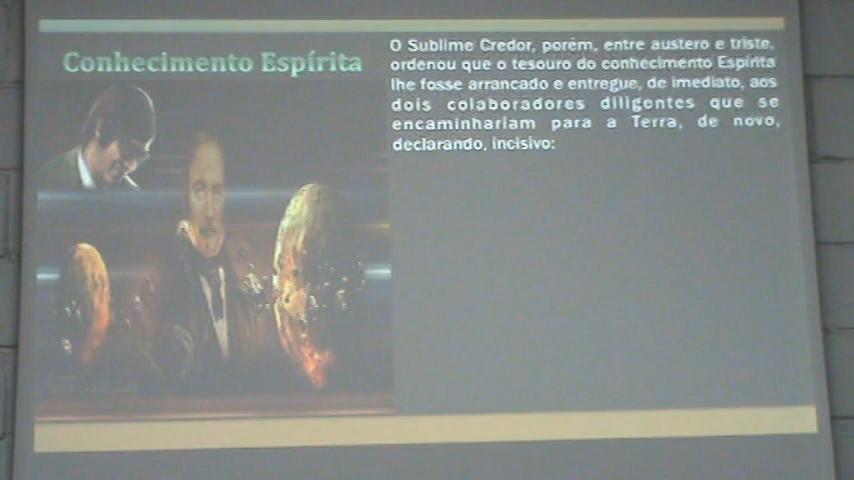 Conhecimento Espírita
O Sublime Credor, porém, entre austero e triste,
ordenou que o tesouro do conhecimento Espírita
lhe fosse arrancado e entregue, de imediato, aos
dois colaboradores diligentes que se
encaminhariam para a Terra, de novo,
declarando, incisivo: